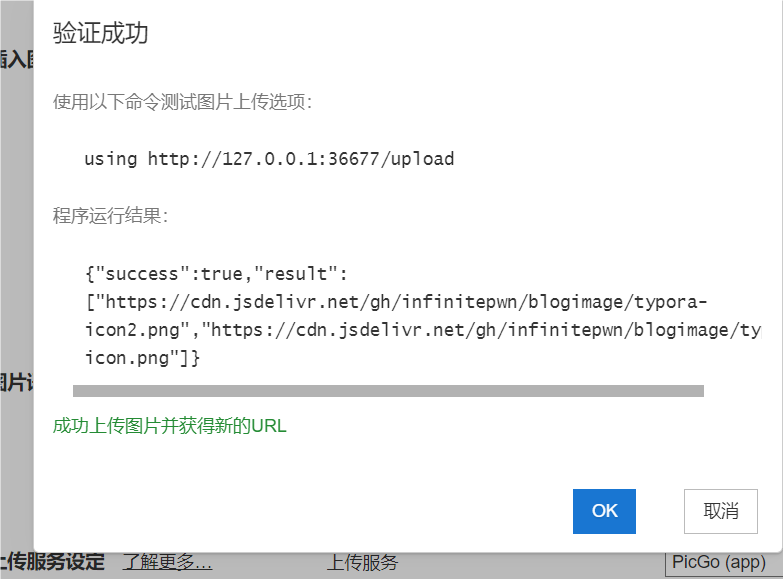 验证成功
插入图
使用以下命令测试图片上传选项：
using http://127.0.0.1:36677/upload
程序运行结果：
{"success":true,"result":
["https://cdn.jsdelivr.net/gh/infinitepwn/blogimage/typora-
icon2.png","https://cdn.jsdelivr.net/gh/infinitepwn/blogimage/ty
icon.png"]}
图片语
成功上传图片并获得新的URL
OK 取消
上传服务设定 了解更多... 上传服务 PicGo (app)